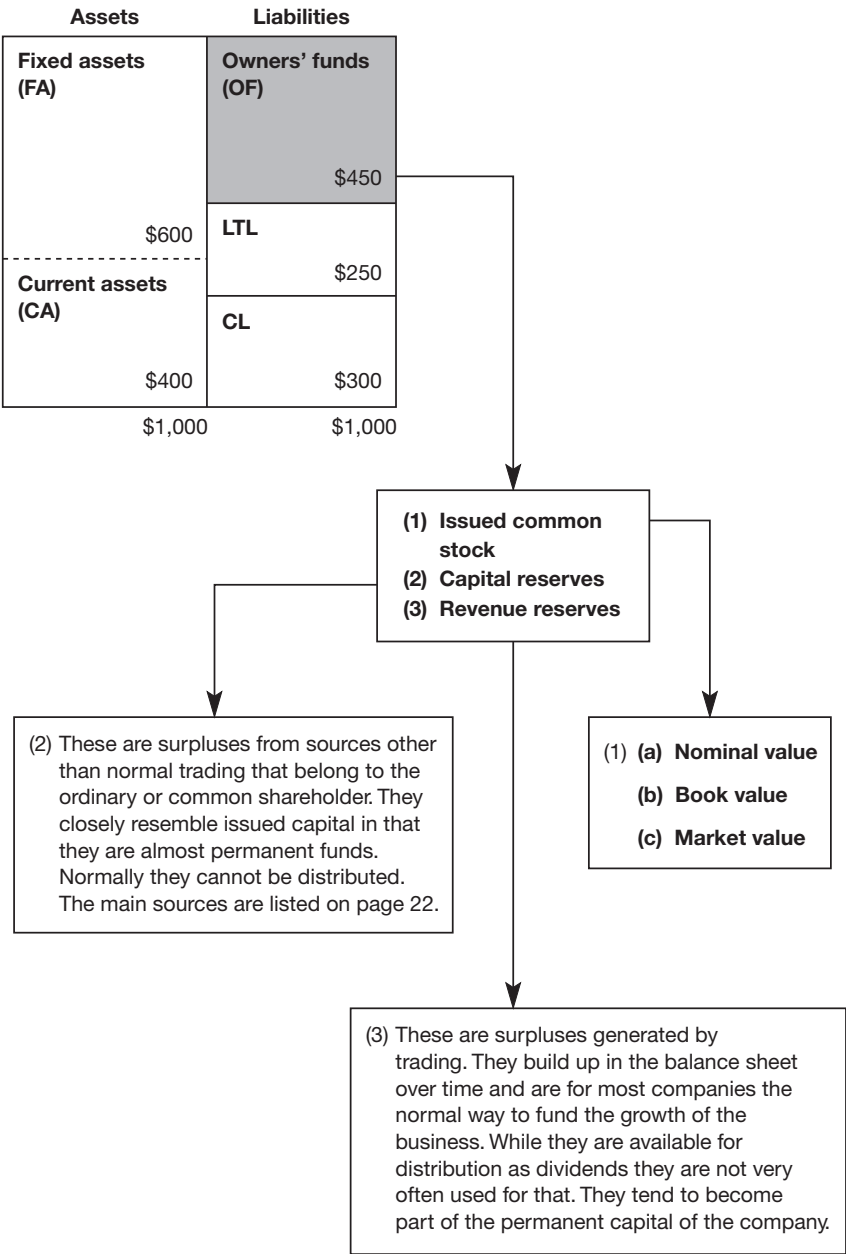 Assets Liabilities
Fixed assets
(FA)
$600
Current assets
(CA)
$400
$1,000
Owners’ funds
(OF)
$450
LTL
$250
CL
$300
$1,000
(1) Issued common
stock
(2) Capital reserves
(3) Revenue reserves
(2) These are surpluses from sources other
than normal trading that belong to the
ordinary or common shareholder. They
closely resemble issued capital in that
they are almost permanent funds.
Normally they cannot be distributed.
The main sources are listed on page 22.
(1) (a) Nominal value
(b) Book value
(c) Market value
(3) These are surpluses generated by
trading. They build up in the balance sheet
over time and are for most companies the
normal way to fund the growth of the
business. While they are available for
distribution as dividends they are not very
often used for that. They tend to become
part of the permanent capital of the company.